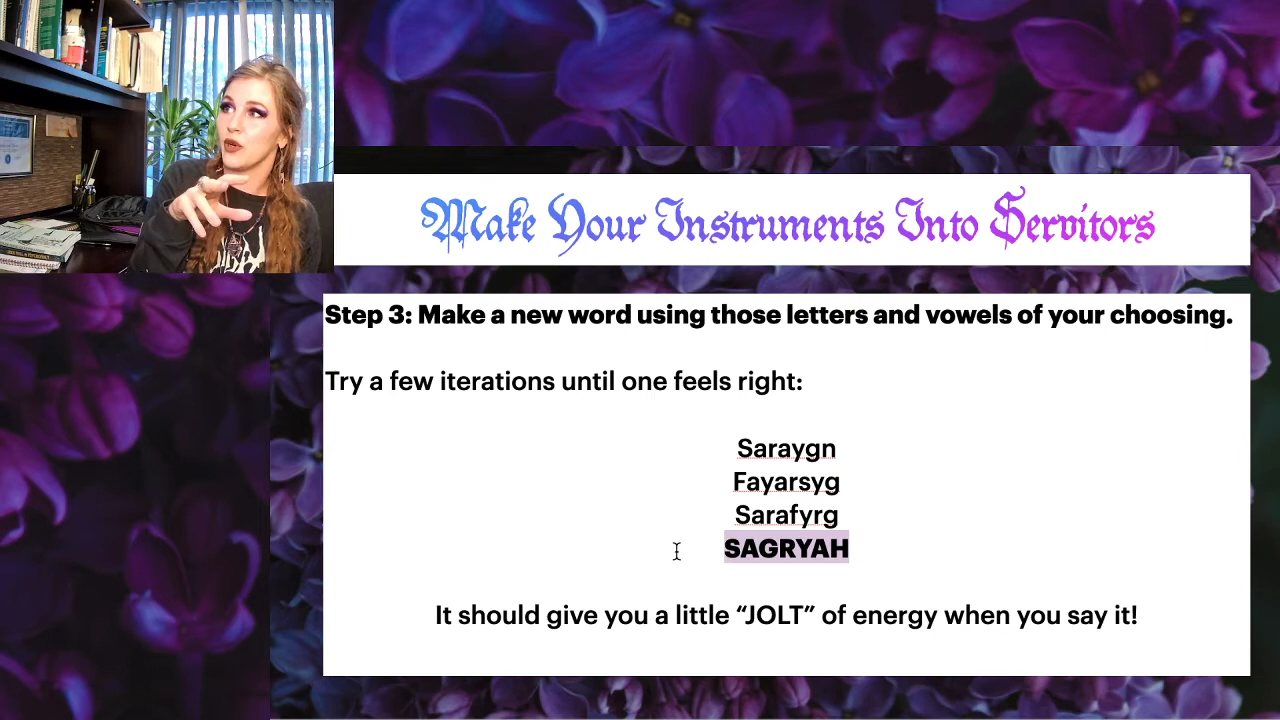 Make Your Instruments Into Servitors
Step 3: Make a new word using those letters and vowels of your choosing.
Try a few iterations until one feels right:
Saraygn
Fayarsyg
Sarafyrg
SAGRYAH
It should give you a little “JOLT” of energy when you say it!